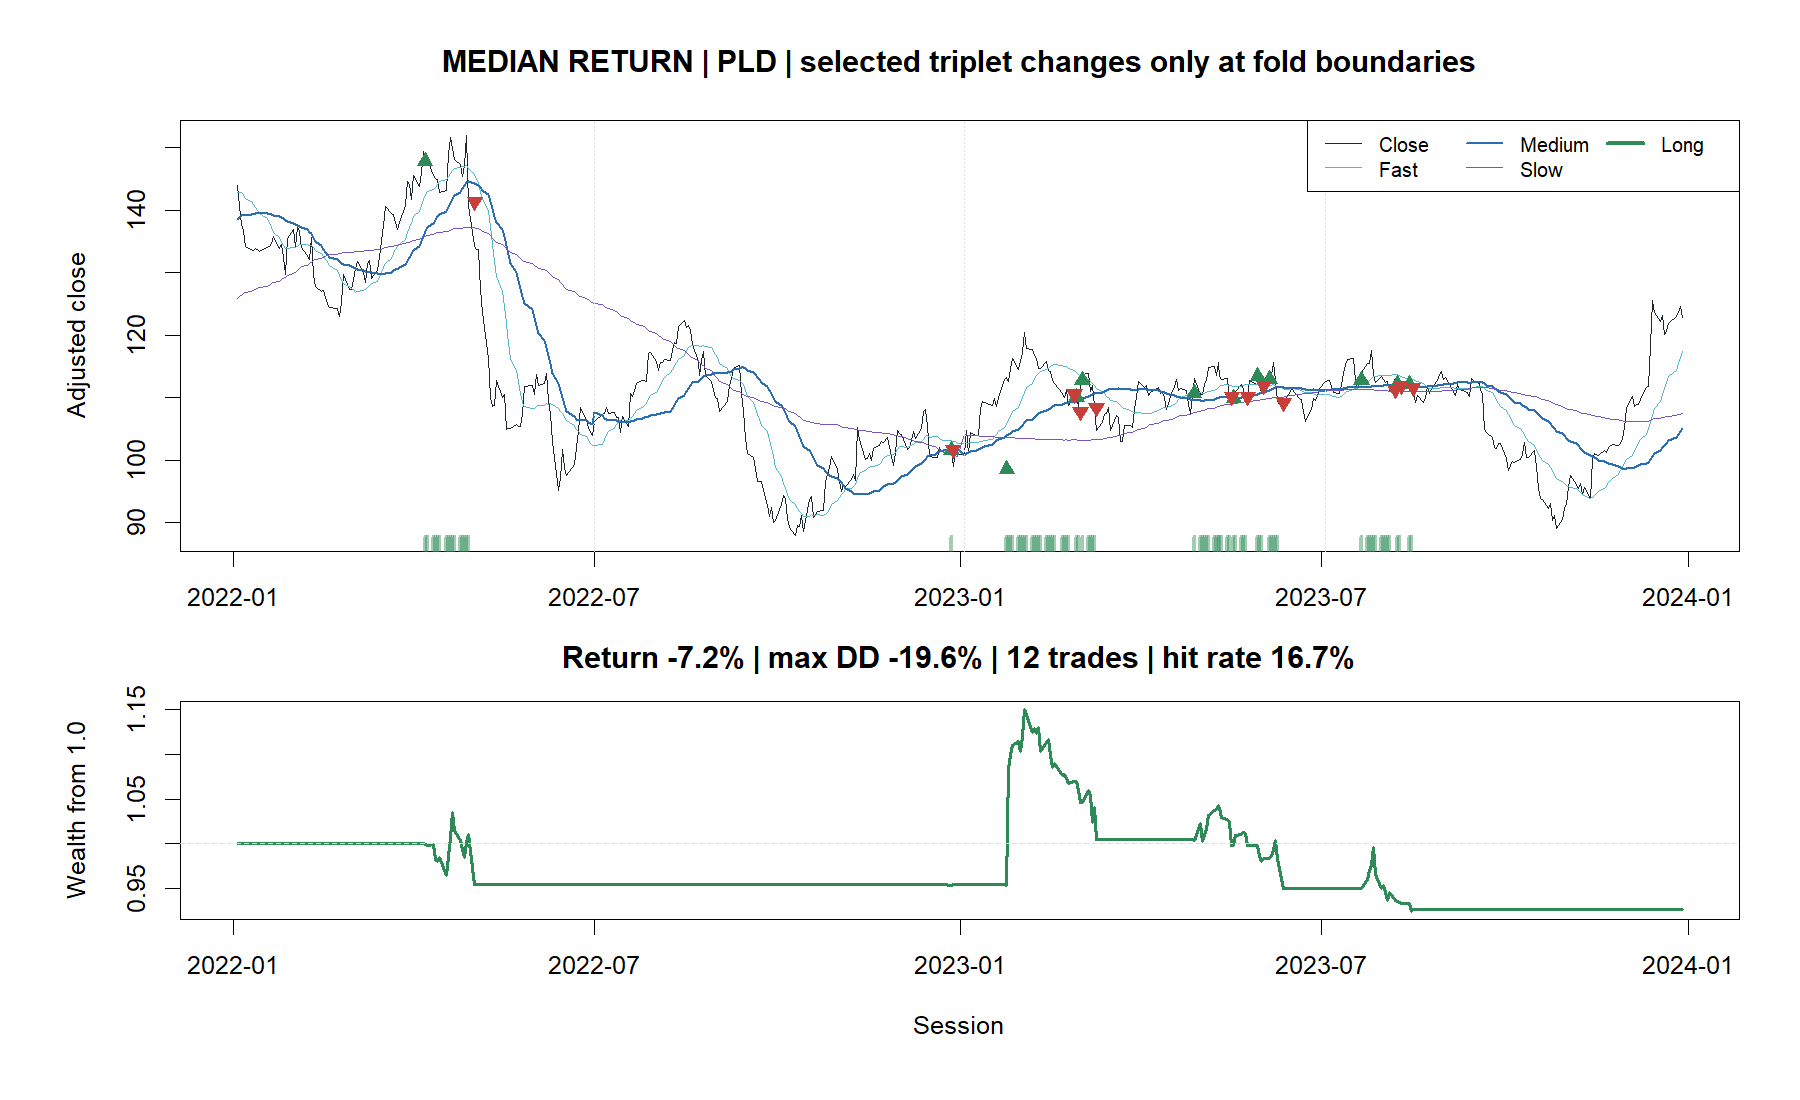 MEDIAN RETURN | PLD | selected triplet changes only at fold boundaries
Close
Medium
Long
Fast
Slow
Adjusted close
140
120
100
90
2022-01
2022-07
2023-01
2023-07
2024-01
Return -7.2% | max DD -19.6% | 12 trades | hit rate 16.7%
Wealth from 1.0
1.15
1.05
0.95
2022-01
2022-07
2023-01
2023-07
2024-01
Session